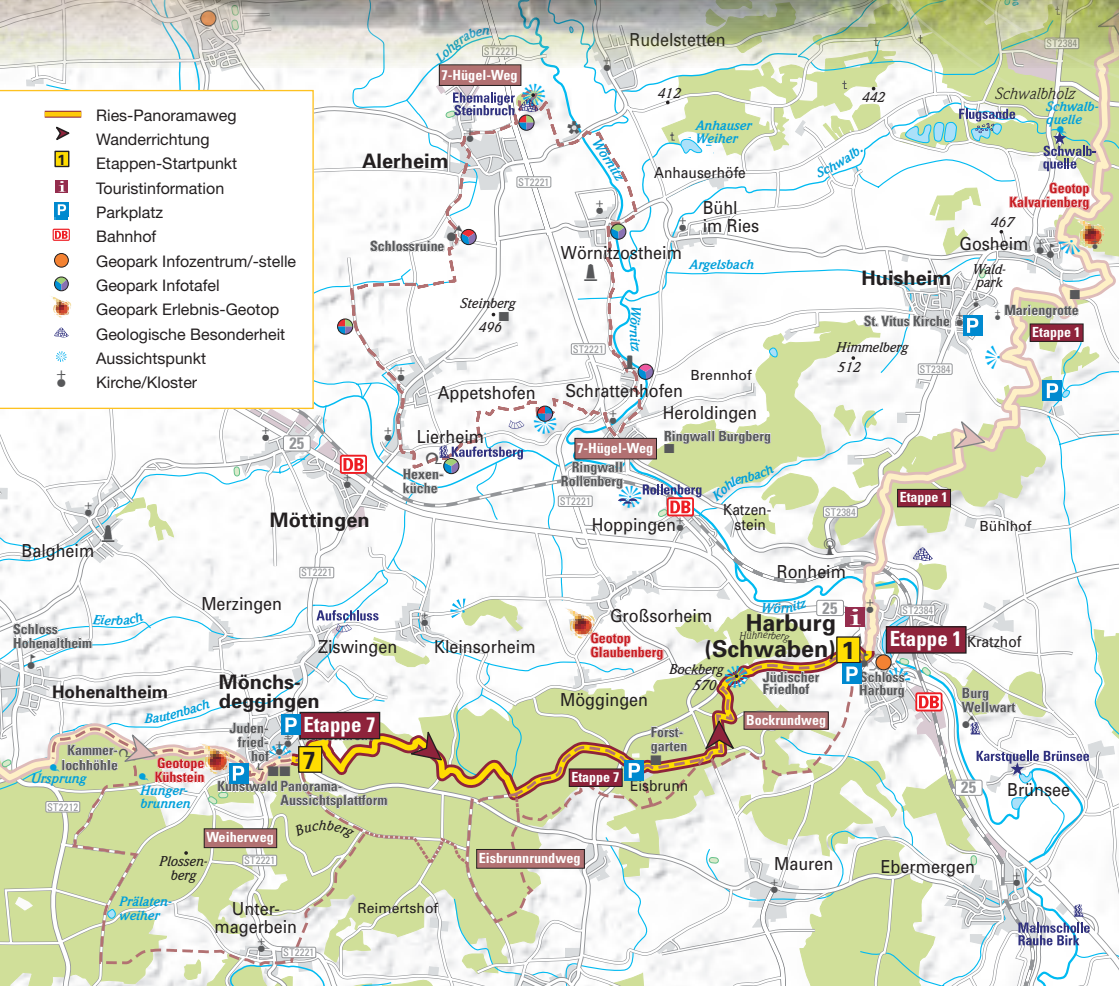 Rudelstetten
Lohgraben
ST2221
ST2384
7-Hügel-Weg
Ehemaliger
Steinbruch
412
442
Schwalbholz
Schwalb-
quelle
Flugsande
Schwalb-
quelle
Anhauser
Weiher
Wörnitz
Alerheim
ST2221
Anhauserhöfe
Schwalb-
Geotop
Kalvarienberg
Bühl
im Ries
467
Gosheim
Schlossruine
Wörnitzostheim
Argelsbach
Huisheim
Wald-
park
Steinberg
496
Wörnitz
St. Vitus Kirche
P
Mariengrotte
Etappe 1
ST2221
Himmelberg
512
ST2384
P
Brennhof
Appetshofen
Schrattenhofen
Heroldingen
Lierheim
Kaufertsberg
7-Hügel-Weg
Ringwall Burgberg
Hexen-
küche
Ringwall
Rollenberg
Rollenberg
Kohlenbach
25
DB
Möttingen
ST2221
DB
Hoppingen
Katzen-
stein
ST2384
Etappe 1
Bühlhof
Balgheim
ST2221
Ronheim
Merzingen
Eierbach
Aufschluss
Ziswingen
Kleinsorheim
Großsorheim
Geotop
Glaubenberg
Wörnitz
25
i
ST2384
Schloss
Hohenaltheim
Harburg
(Schwaben)
1
Etappe 1
Kratzhof
Hühnerberg
Bockberg
570
Jüdischer
Friedhof
P
Schloss
Harburg
Hohenaltheim
Mönchs-
deggingen
Bautenbach
Möggingen
Bockrundweg
DB
Burg
Wellwart
P
Etappe 7
Juden-
fried-
hof
7
Kammer-
lochhöhle
Geotope
Kühstein
P
Ursprung
Hunger-
brunnen
Kunstwald
Panorama-
Aussichtsplattform
Forst-
garten
Etappe 7
P
Eisbrunn
Karstquelle Brünsee
Brünsee
25
ST2212
Weiherweg
Buchberg
ST2221
Plossen-
berg
Eisbrunnrundweg
Mauren
Ebermergen
Prälaten-
weiher
Unter-
magerbein
Reimertshof
ST2221
Malmscholle
Rauhe Birk
Ries-Panoramaweg
Wanderrichtung
1 Etappen-Startpunkt
i Touristinformation
P Parkplatz
DB Bahnhof
Geopark Infozentrum/-stelle
Geopark Infotafel
Geopark Erlebnis-Geotop
Geologische Besonderheit
Aussichtspunkt
Kirche/Kloster